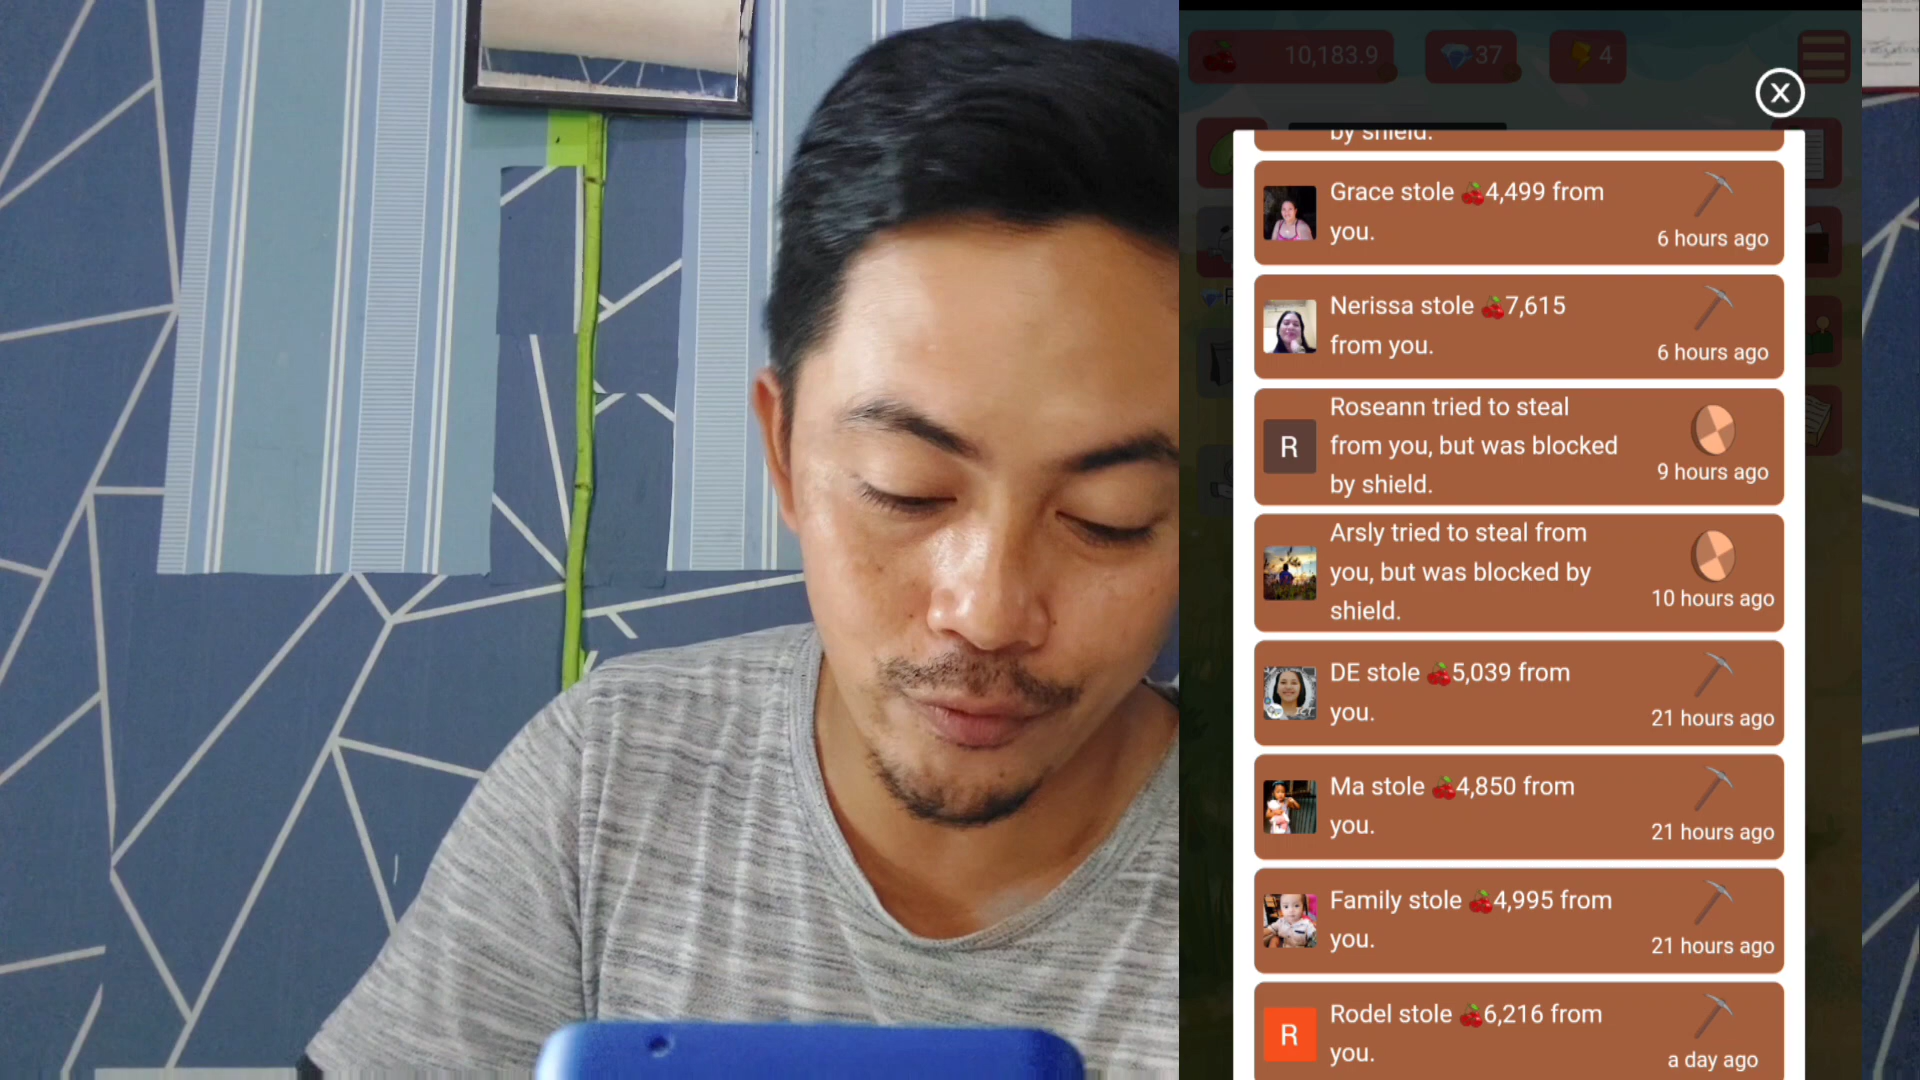 10,183.9
37
4
by shield.
Grace stole 4,499 from
you.
6 hours ago
Nerissa stole 7,615
from you.
6 hours ago
R
Roseann tried to steal
from you, but was blocked
by shield.
9 hours ago
Arsly tried to steal from
you, but was blocked by
shield.
10 hours ago
DE stole 5,039 from
you.
21 hours ago
Ma stole 4,850 from
you.
21 hours ago
Family stole 4,995 from
you.
21 hours ago
R
Rodel stole 6,216 from
you.
a day ago